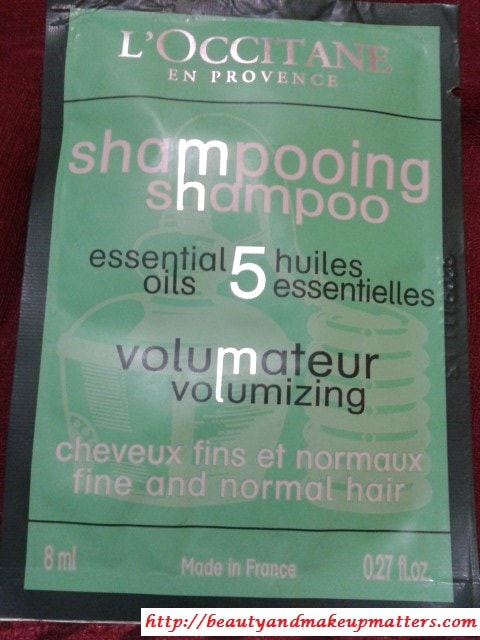 L'OCCITANE
EN PROVENCE
shampooing
shampoo
essential 5 huiles
oils essentielles
volumateur
volumizing
cheveux fins et normaux
fine and normal hair
8 ml Made in France 0.27 fl.oz.
http://beautyandmakeupmatters.com